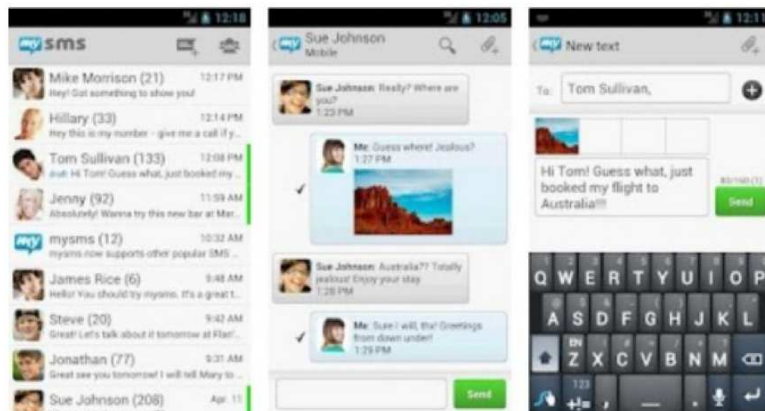 12:18
my sms
Mike Morrison (21) 12:17 PM
Hey! Got something to show you!
Hillary (33) 12:14 PM
Hey this is my number - give me a call if y...
Tom Sullivan (133) 12:08 PM
Hi Tom! Guess what, just booked my ...
Jenny (92) 11:59 AM
Absolutely! Wanna try this new bar at Mar...
my mysms (12) 10:32 AM
mysms now supports other popular SMS ...
James Rice (6) 9:48 AM
Hello! You should try mysms. It's a great t...
Steve (20) 9:42 AM
Great! Let's talk about it tomorrow at Flat!...
Jonathan (77) 9:31 AM
Great see you tomorrow! I will tell Mary to ...
Sue Johnson (208) Apr. 11
12:05
my Sue Johnson
Mobile
Sue Johnson: Really? Where are
you?
1:23 PM
Me: Guess where! Jealous?
1:27 PM
Sue Johnson: Australia?? Totally
jealous! Enjoy your stay
1:28 PM
Me: Sure I will, thx! Greetings
from down under!
1:29 PM
Send
12:11
my New text
To: Tom Sullivan,
Hi Tom! Guess what, just
booked my flight to
Australia!!!
Send
Q W E R T Y U I O P
A S D F G H J K L
EN
Z X C V B N M
123
+!= , .